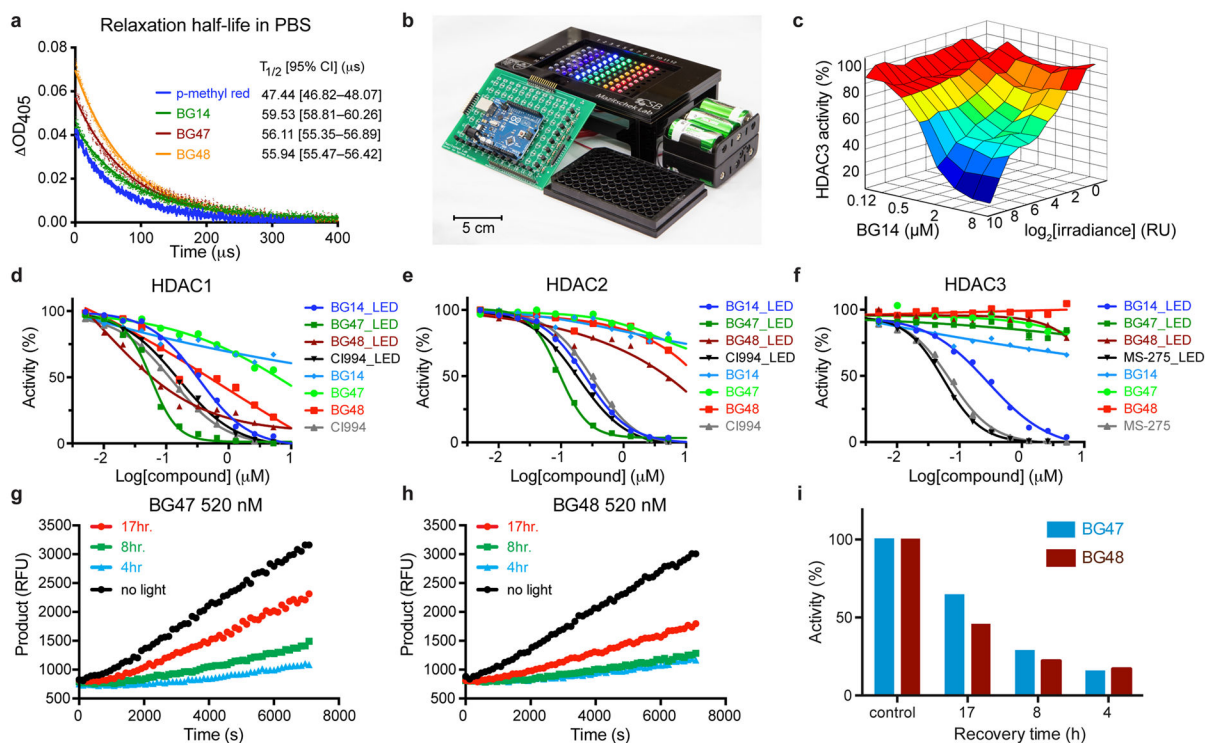 a
Relaxation half-life in PBS
0.08
0.06
0.04
0.02
0.00
ΔOD405
0
100
200
300
400
Time (μs)
T1/2 [95% CI] (μs)
p-methyl red 47.44 [46.82–48.07]
BG14 59.53 [58.81–60.26]
BG47 56.11 [55.35–56.89]
BG48 55.94 [55.47–56.42]
b
Mazitschek Lab
CSB
5 cm
c
HDAC3 activity (%)
100
80
60
40
20
0.12
0.5
2
8
BG14 (μM)
10
8
6
4
2
0
log2[irradiance] (RU)
d
HDAC1
Activity (%)
100
50
0
-2
-1
0
1
Log[compound] (μM)
BG14_LED
BG47_LED
BG48_LED
CI994_LED
BG14
BG47
BG48
CI994
e
HDAC2
Activity (%)
100
50
0
-2
-1
0
1
Log[compound] (μM)
BG14_LED
BG47_LED
BG48_LED
CI994_LED
BG14
BG47
BG48
CI994
f
HDAC3
Activity (%)
100
50
0
-2
-1
0
1
Log[compound] (μM)
BG14_LED
BG47_LED
BG48_LED
MS-275_LED
BG14
BG47
BG48
MS-275
g
BG47 520 nM
Product (RFU)
3500
3000
2500
2000
1500
1000
500
0
2000
4000
6000
8000
Time (s)
17hr.
8hr.
4hr
no light
h
BG48 520 nM
Product (RFU)
3500
3000
2500
2000
1500
1000
500
0
2000
4000
6000
8000
Time (s)
17hr.
8hr.
4hr
no light
i
Activity (%)
100
50
0
BG47
BG48
control
17
8
4
Recovery time (h)